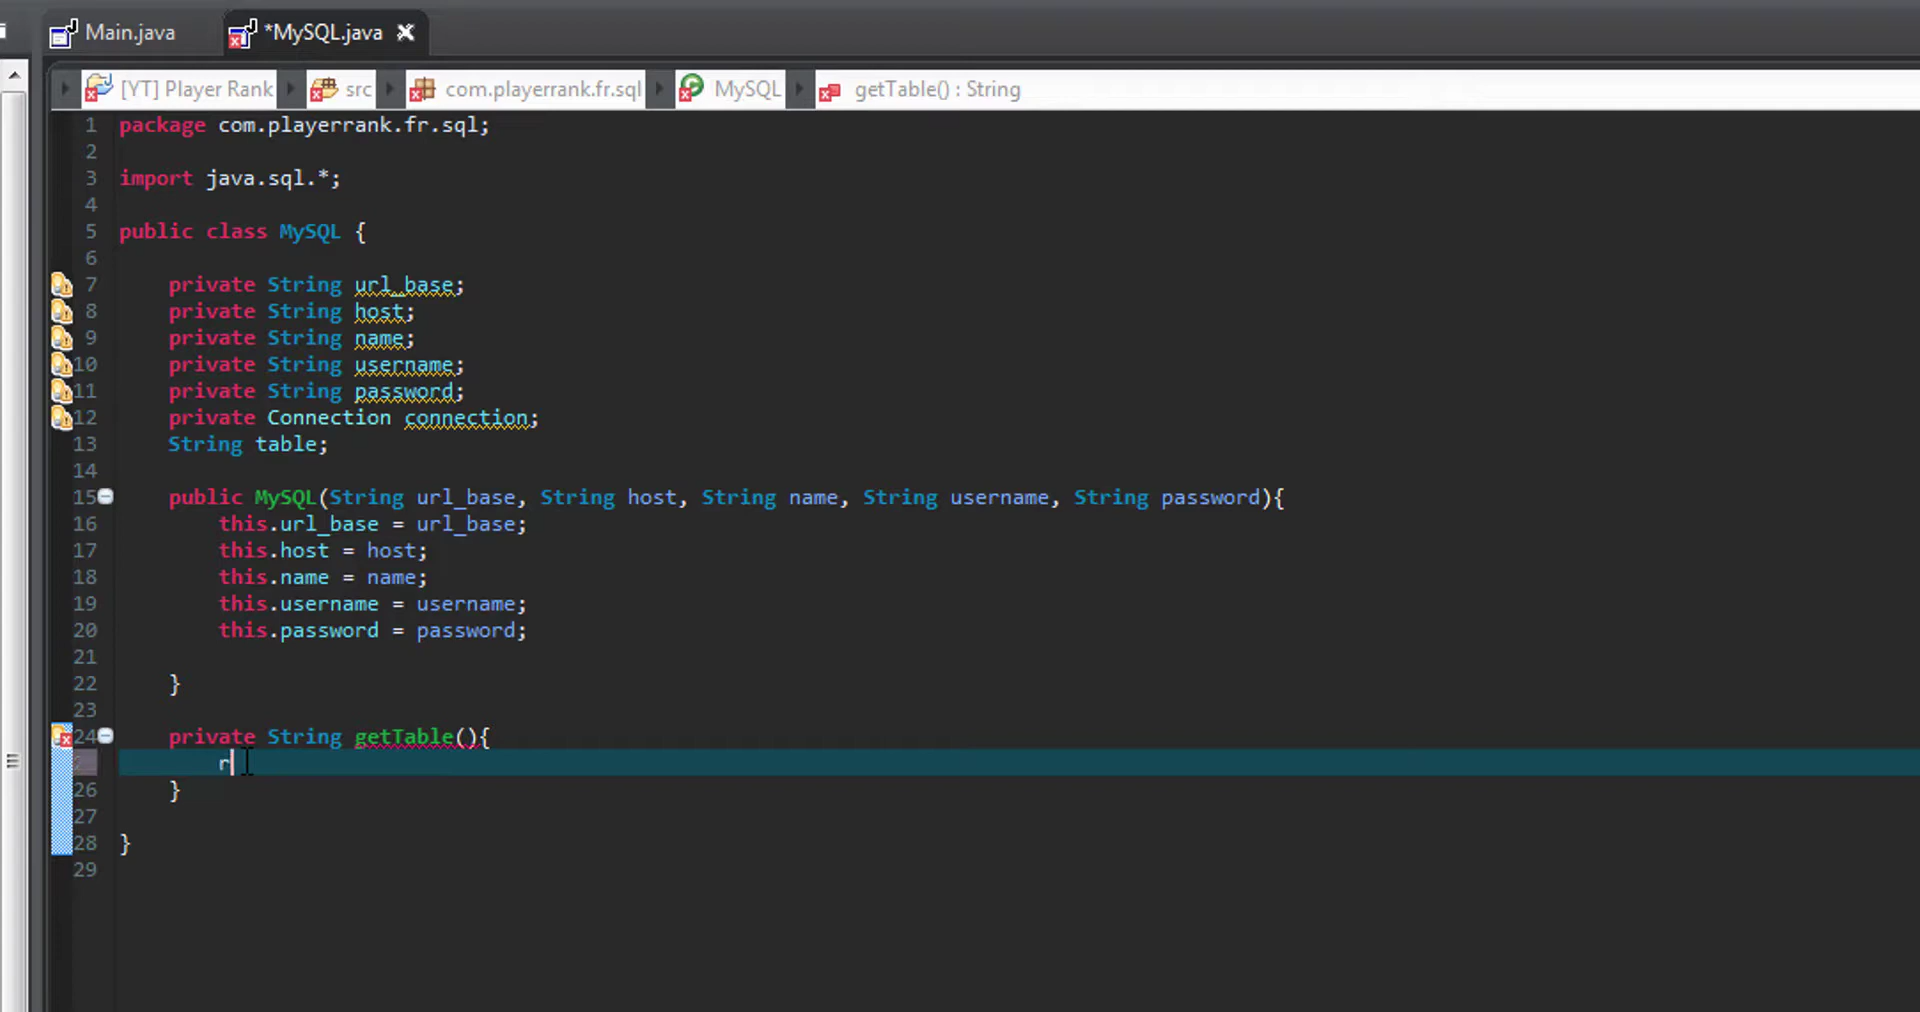 Main.java *MySQL.java
[YT] Player Rank src com.playerrank.fr.sql MySQL getTable() : String
1 package com.playerrank.fr.sql;
2
3 import java.sql.*;
4
5 public class MySQL {
6
7 private String url_base;
8 private String host;
9 private String name;
10 private String username;
11 private String password;
12 private Connection connection;
13 String table;
14
15 public MySQL(String url_base, String host, String name, String username, String password){
16 this.url_base = url_base;
17 this.host = host;
18 this.name = name;
19 this.username = username;
20 this.password = password;
21
22 }
23
24 private String getTable(){
r
26 }
27
28 }
29